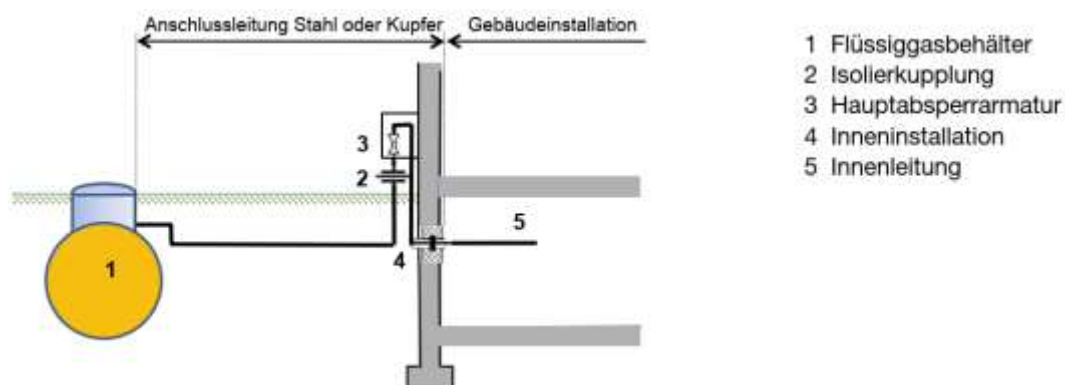 Anschlussleitung Stahl oder Kupfer
Gebäudeinstallation
1 Flüssiggasbehälter
2 Isolierkupplung
3 Hauptabsperrarmatur
4 Inneninstallation
5 Innenleitung
3
2
5
1
4